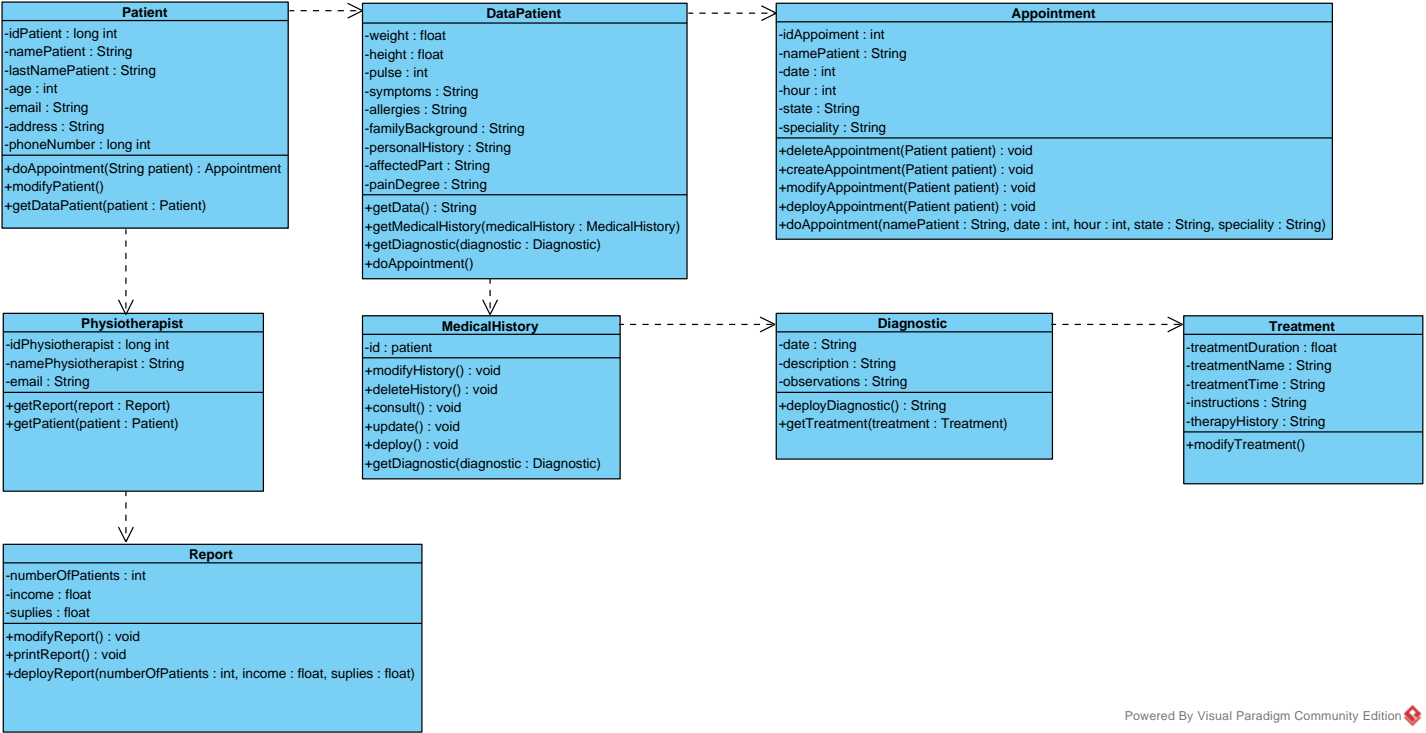 Patient
-idPatient : long int
-namePatient : String
-lastNamePatient : String
-age : int
-email : String
-address : String
-phoneNumber : long int
+doAppointment(String patient) : Appointment
+modifyPatient()
+getDataPatient(patient : Patient)
DataPatient
-weight : float
-height : float
-pulse : int
-symptoms : String
-allergies : String
-familyBackground : String
-personalHistory : String
-affectedPart : String
-painDegree : String
+getData() : String
+getMedicalHistory(medicalHistory : MedicalHistory)
+getDiagnostic(diagnostic : Diagnostic)
+doAppointment()
Appointment
-idAppoiment : int
-namePatient : String
-date : int
-hour : int
-state : String
-speciality : String
+deleteAppointment(Patient patient) : void
+createAppointment(Patient patient) : void
+modifyAppointment(Patient patient) : void
+deployAppointment(Patient patient) : void
+doAppointment(namePatient : String, date : int, hour : int, state : String, speciality : String)
Physiotherapist
-idPhysiotherapist : long int
-namePhysiotherapist : String
-email : String
+getReport(report : Report)
+getPatient(patient : Patient)
MedicalHistory
-id : patient
+modifyHistory() : void
+deleteHistory() : void
+consult() : void
+update() : void
+deploy() : void
+getDiagnostic(diagnostic : Diagnostic)
Diagnostic
-date : String
-description : String
-observations : String
+deployDiagnostic() : String
+getTreatment(treatment : Treatment)
Treatment
-treatmentDuration : float
-treatmentName : String
-treatmentTime : String
-instructions : String
-therapyHistory : String
+modifyTreatment()
Report
-numberOfPatients : int
-income : float
-suplies : float
+modifyReport() : void
+printReport() : void
+deployReport(numberOfPatients : int, income : float, suplies : float)
Powered By Visual Paradigm Community Edition